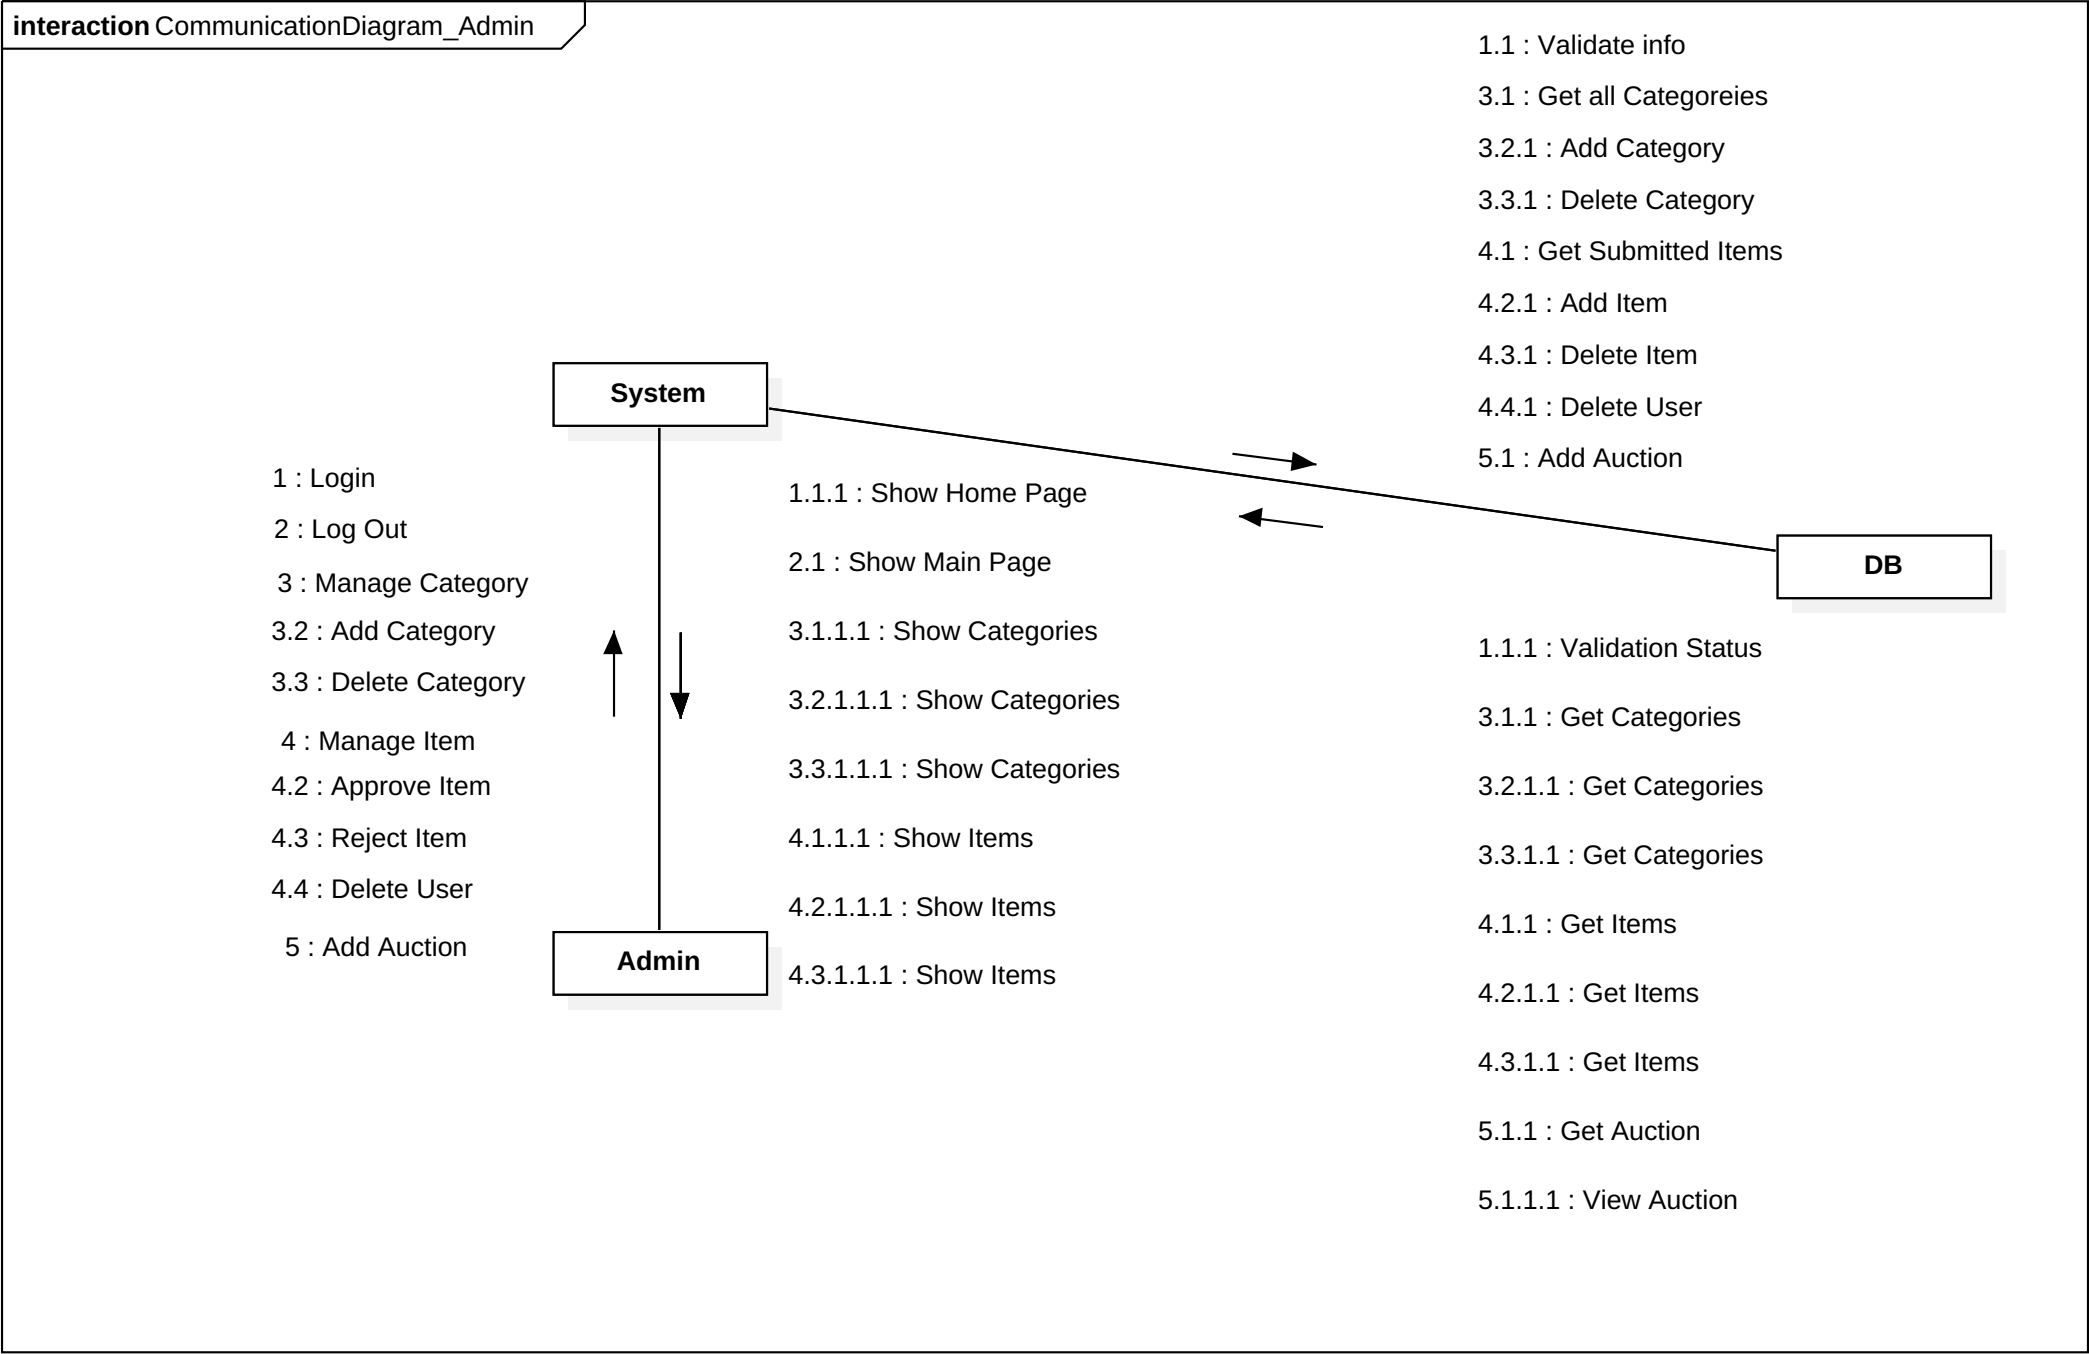 interaction CommunicationDiagram_Admin
1.1 : Validate info
3.1 : Get all Categoreies
3.2.1 : Add Category
3.3.1 : Delete Category
4.1 : Get Submitted Items
4.2.1 : Add Item
4.3.1 : Delete Item
4.4.1 : Delete User
5.1 : Add Auction
System
1 : Login
2 : Log Out
3 : Manage Category
3.2 : Add Category
3.3 : Delete Category
4 : Manage Item
4.2 : Approve Item
4.3 : Reject Item
4.4 : Delete User
5 : Add Auction
1.1.1 : Show Home Page
2.1 : Show Main Page
3.1.1.1 : Show Categories
3.2.1.1.1 : Show Categories
3.3.1.1.1 : Show Categories
4.1.1.1 : Show Items
4.2.1.1.1 : Show Items
4.3.1.1.1 : Show Items
Admin
DB
1.1.1 : Validation Status
3.1.1 : Get Categories
3.2.1.1 : Get Categories
3.3.1.1 : Get Categories
4.1.1 : Get Items
4.2.1.1 : Get Items
4.3.1.1 : Get Items
5.1.1 : Get Auction
5.1.1.1 : View Auction